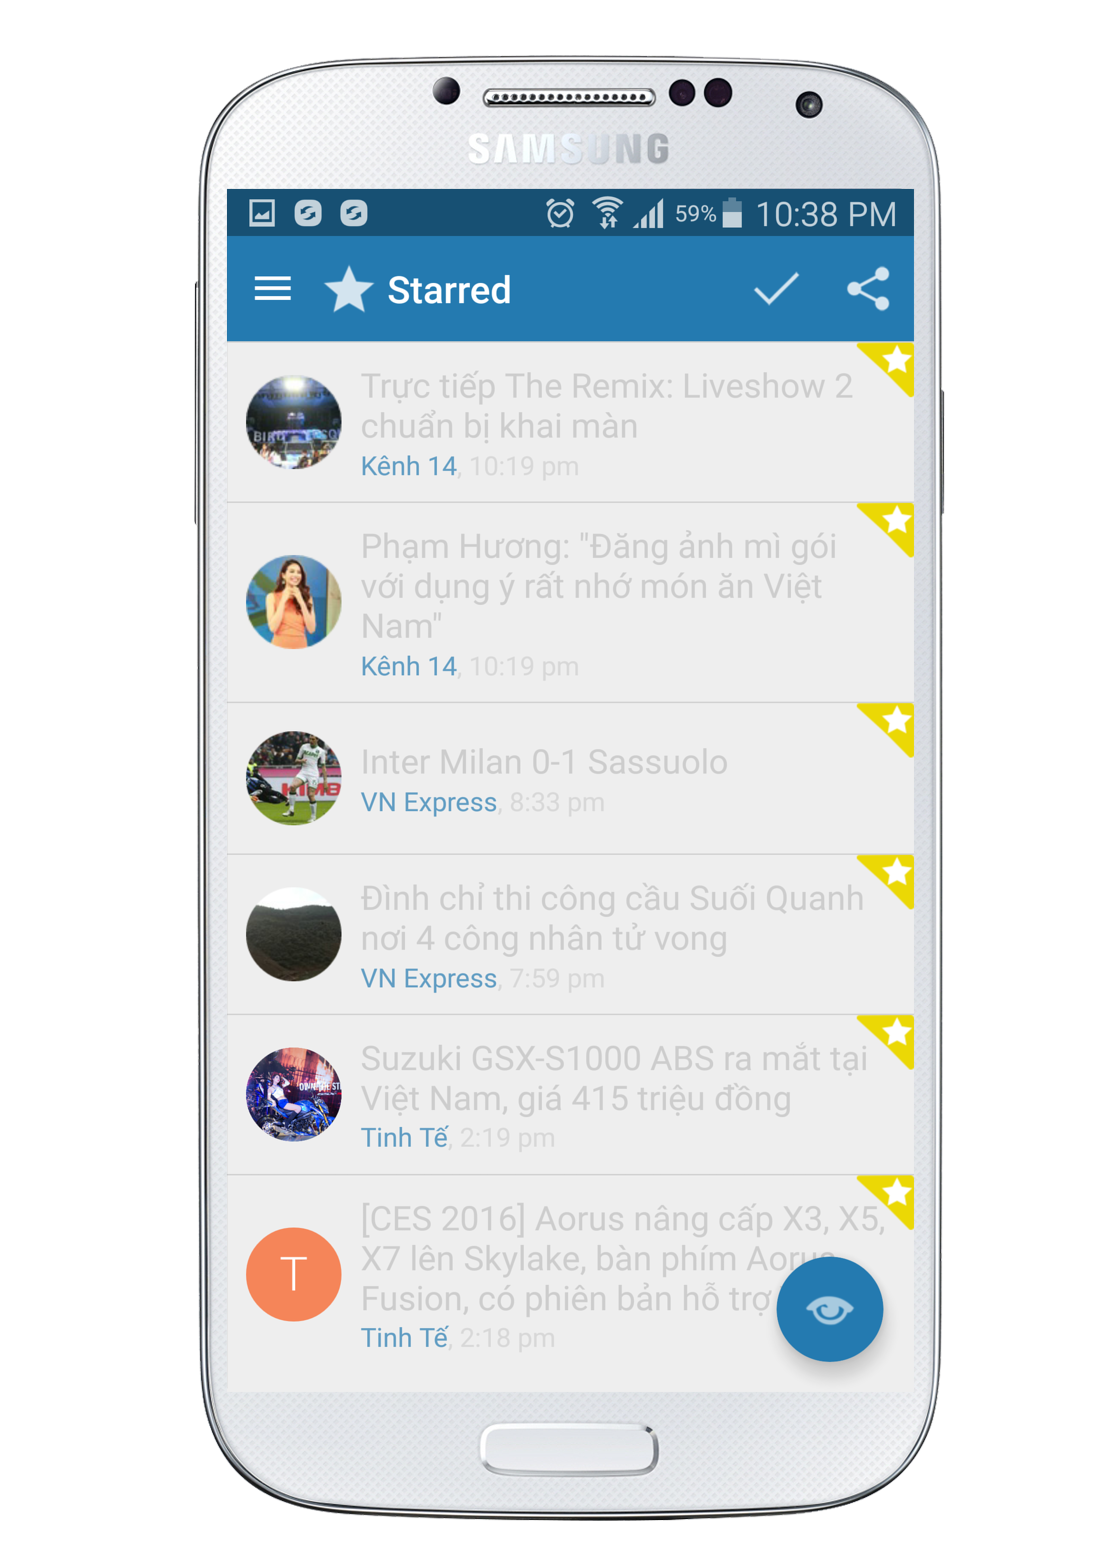 SAMSUNG
59% 10:38 PM
Starred
Trực tiếp The Remix: Liveshow 2
chuẩn bị khai màn
Kênh 14, 10:19 pm
Phạm Hương: "Đăng ảnh mì gói
với dụng ý rất nhớ món ăn Việt
Nam"
Kênh 14, 10:19 pm
Inter Milan 0-1 Sassuolo
VN Express, 8:33 pm
Đình chỉ thi công cầu Suối Quanh
nơi 4 công nhân tử vong
VN Express, 7:59 pm
Suzuki GSX-S1000 ABS ra mắt tại
Việt Nam, giá 415 triệu đồng
Tinh Tế, 2:19 pm
T
[CES 2016] Aorus nâng cấp X3, X5,
X7 lên Skylake, bàn phím Aorus
Fusion, có phiên bản hỗ trợ
Tinh Tế, 2:18 pm